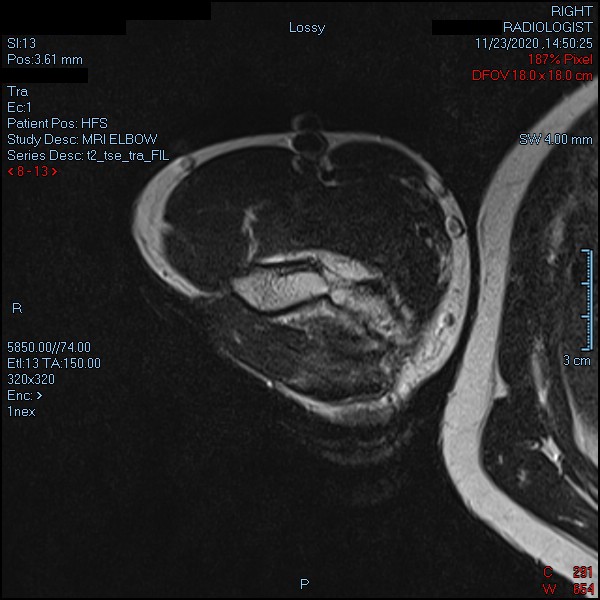 Lossy
RIGHT
RADIOLOGIST
11/23/2020 ,14:50:25
187% Pixel
DFOV 18.0 x 18.0 cm
SW 4.00 mm
SI:13
Pos:3.61 mm
Tra
Ec:1
Patient Pos: HFS
Study Desc: MRI ELBOW
Series Desc: t2_tse_tra_FIL
< 8 - 13 >
R
5850.00//74.00
Etl:13 TA:150.00
320x320
Enc: >
1nex
3 cm
P
C 291
W 654